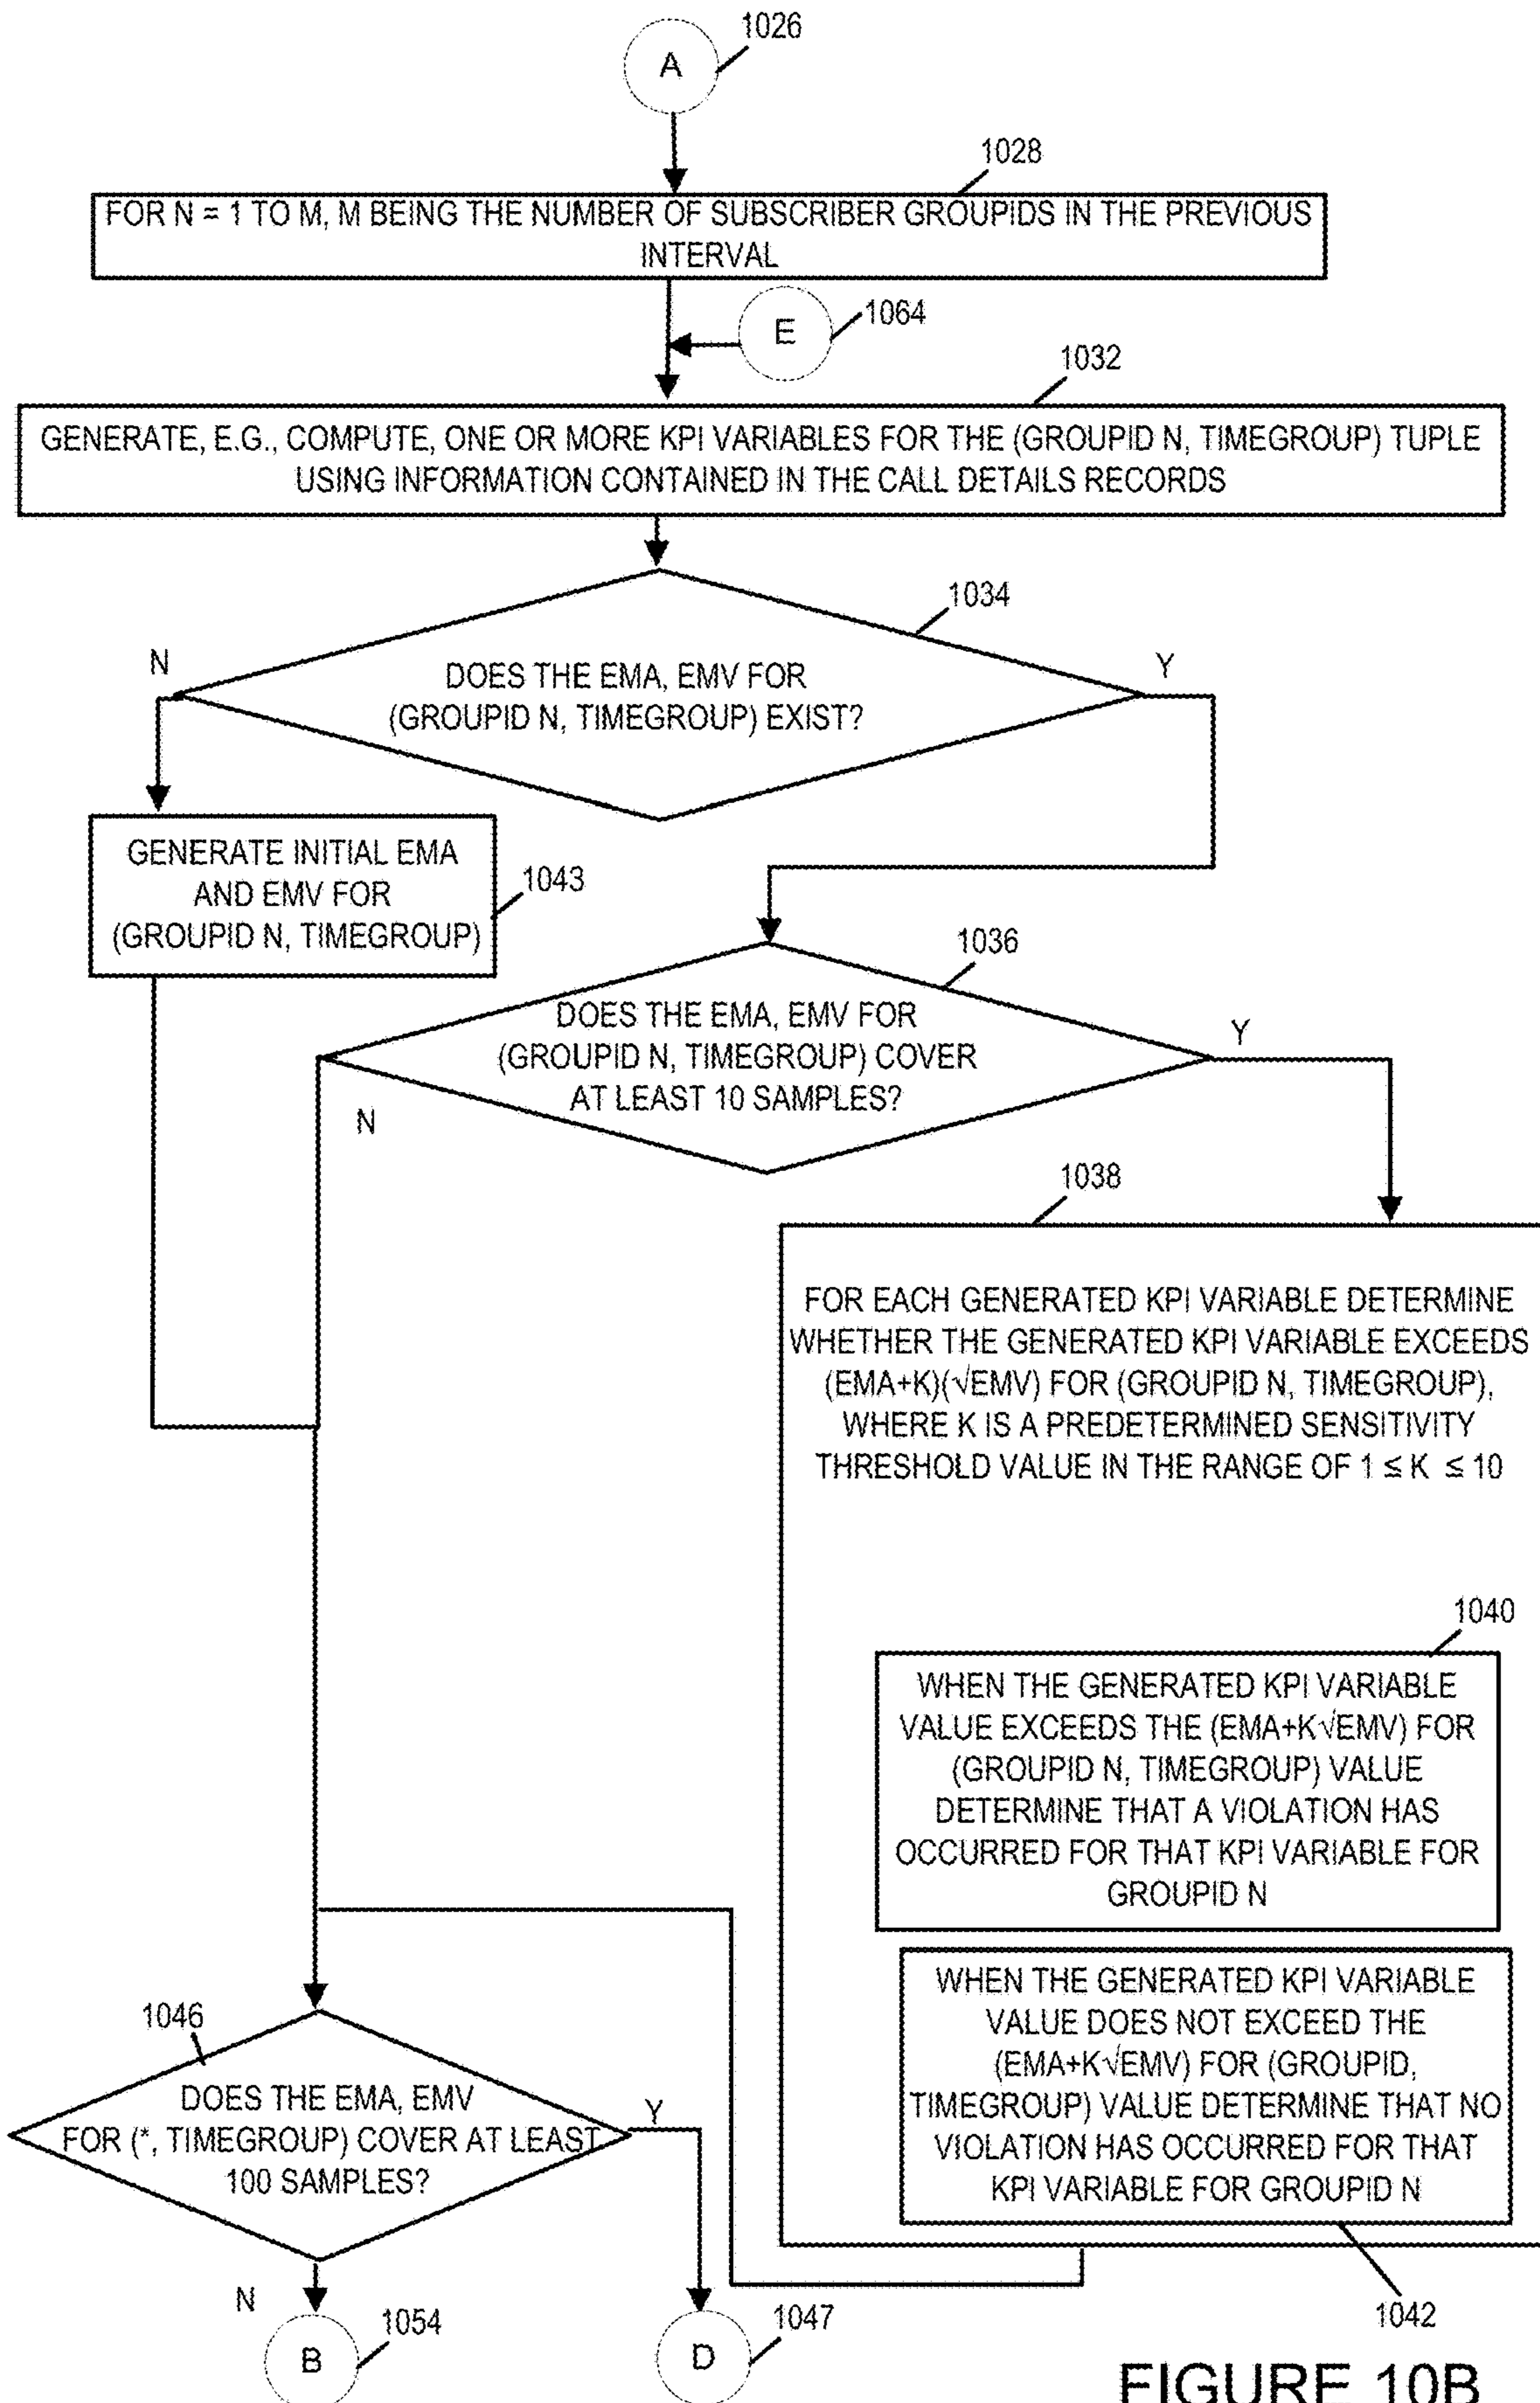 A
1026
1028
FOR N = 1 TO M, M BEING THE NUMBER OF SUBSCRIBER GROUPIDS IN THE PREVIOUS
INTERVAL
E
1064
1032
GENERATE, E.G., COMPUTE, ONE OR MORE KPI VARIABLES FOR THE (GROUPID N, TIMEGROUP) TUPLE
USING INFORMATION CONTAINED IN THE CALL DETAILS RECORDS
1034
N
Y
DOES THE EMA, EMV FOR
(GROUPID N, TIMEGROUP) EXIST?
GENERATE INITIAL EMA
AND EMV FOR
(GROUPID N, TIMEGROUP)
1043
1036
DOES THE EMA, EMV FOR
(GROUPID N, TIMEGROUP) COVER
AT LEAST 10 SAMPLES?
Y
N
1038
FOR EACH GENERATED KPI VARIABLE DETERMINE
WHETHER THE GENERATED KPI VARIABLE EXCEEDS
(EMA+K)(√EMV) FOR (GROUPID N, TIMEGROUP),
WHERE K IS A PREDETERMINED SENSITIVITY
THRESHOLD VALUE IN THE RANGE OF 1 ≤ K ≤ 10
1040
WHEN THE GENERATED KPI VARIABLE
VALUE EXCEEDS THE (EMA+K√EMV) FOR
(GROUPID N, TIMEGROUP) VALUE
DETERMINE THAT A VIOLATION HAS
OCCURRED FOR THAT KPI VARIABLE FOR
GROUPID N
WHEN THE GENERATED KPI VARIABLE
VALUE DOES NOT EXCEED THE
(EMA+K√EMV) FOR (GROUPID,
TIMEGROUP) VALUE DETERMINE THAT NO
VIOLATION HAS OCCURRED FOR THAT
KPI VARIABLE FOR GROUPID N
1042
1046
DOES THE EMA, EMV
FOR (*, TIMEGROUP) COVER AT LEAST
100 SAMPLES?
Y
N
B
1054
D
1047
FIGURE 10B